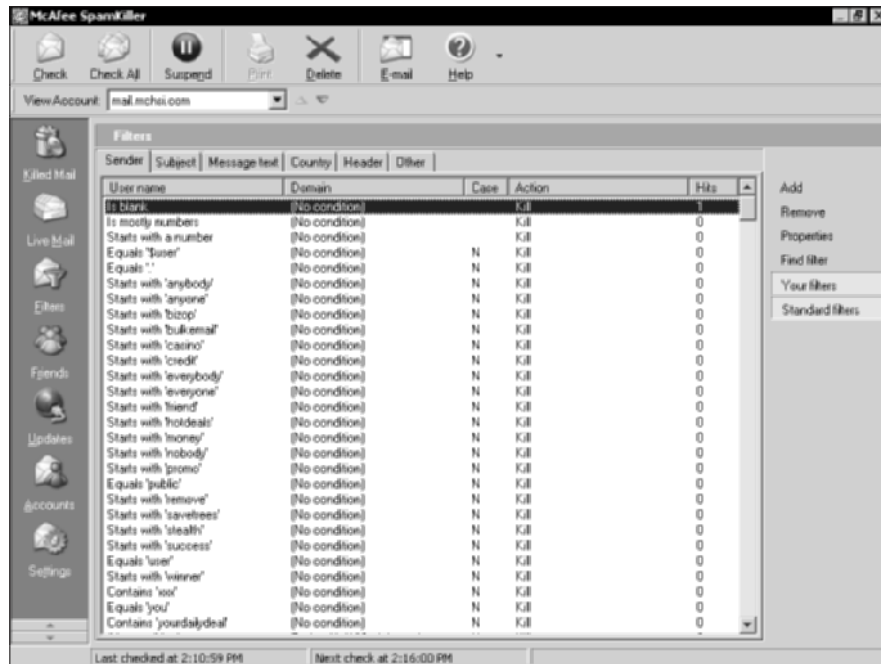 McAfee SpamKiller
Check Check All Suspend Print Delete E-mail Help
View Account: mail.mchsi.com
Killed Mail
Live Mail
Filters
Friends
Updates
Accounts
Settings
Filters
Sender Subject Message text Country Header Other
User name Domain Case Action Hits
Is blank (No condition) Kill 1
Is mostly numbers (No condition) Kill 0
Starts with a number (No condition) Kill 0
Equals '$user' (No condition) N Kill 0
Equals '.' (No condition) N Kill 0
Starts with 'anybody' (No condition) N Kill 0
Starts with 'anyone' (No condition) N Kill 0
Starts with 'bizop' (No condition) N Kill 0
Starts with 'bulkemail' (No condition) N Kill 0
Starts with 'casino' (No condition) N Kill 0
Starts with 'credit' (No condition) N Kill 0
Starts with 'everybody' (No condition) N Kill 0
Starts with 'everyone' (No condition) N Kill 0
Starts with 'friend' (No condition) N Kill 0
Starts with 'hotdeals' (No condition) N Kill 0
Starts with 'money' (No condition) N Kill 0
Starts with 'nobody' (No condition) N Kill 0
Starts with 'promo' (No condition) N Kill 0
Equals 'public' (No condition) N Kill 0
Starts with 'remove' (No condition) N Kill 0
Starts with 'savetrees' (No condition) N Kill 0
Starts with 'stealth' (No condition) N Kill 0
Starts with 'success' (No condition) N Kill 0
Equals 'user' (No condition) N Kill 0
Starts with 'winner' (No condition) N Kill 0
Contains 'xxx' (No condition) N Kill 0
Equals 'you' (No condition) N Kill 0
Contains 'yourdailydeal' (No condition) N Kill 0
Add
Remove
Properties
Find filter
Your filters
Standard filters
Last checked at 2:10:59 PM Next check at 2:16:00 PM